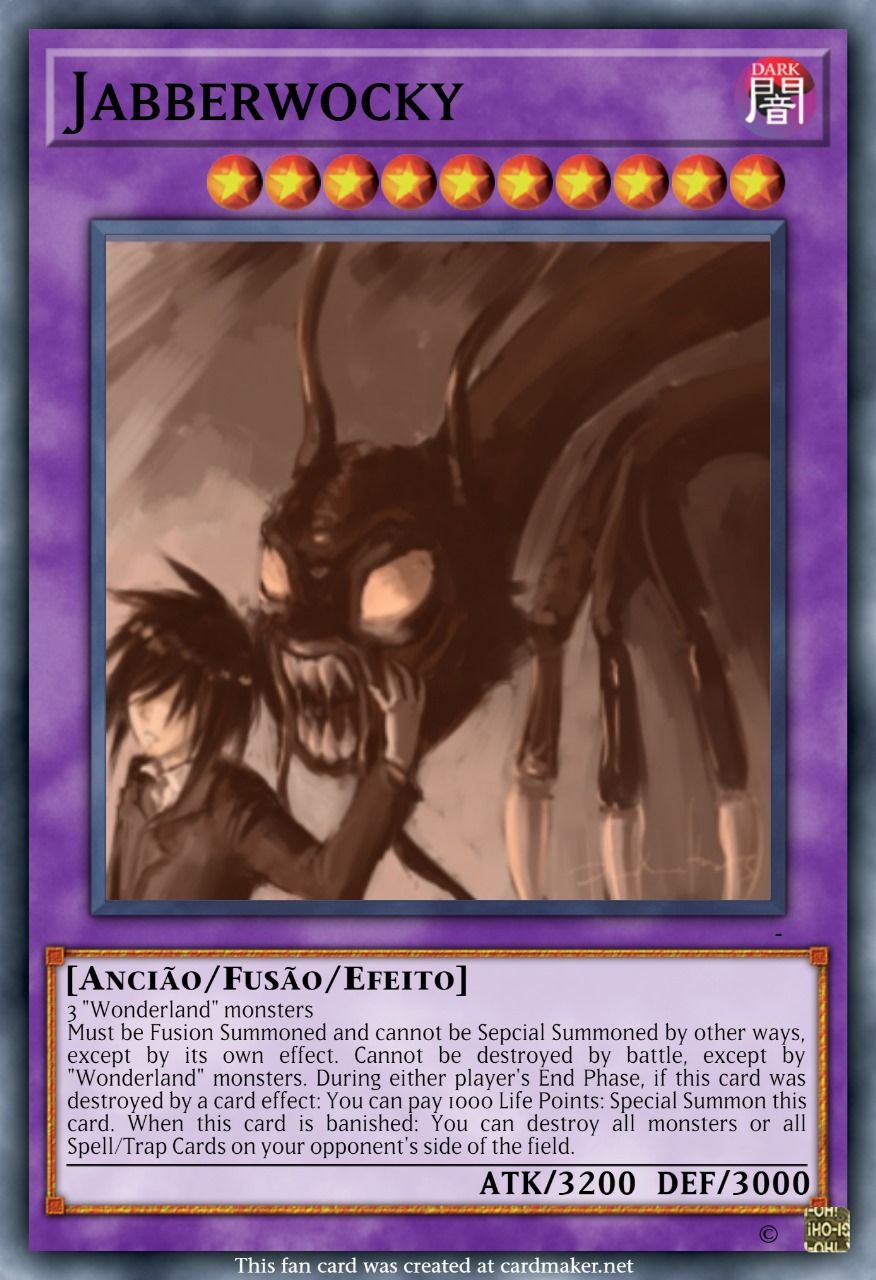 Jabberwocky
DARK
闇
-
[Ancião/Fusão/Efeito]
3 "Wonderland" monsters
Must be Fusion Summoned and cannot be Sepcial Summoned by other ways,
except by its own effect. Cannot be destroyed by battle, except by
"Wonderland" monsters. During either player's End Phase, if this card was
destroyed by a card effect: You can pay 1000 Life Points: Special Summon this
card. When this card is banished: You can destroy all monsters or all
Spell/Trap Cards on your opponent's side of the field.
ATK/3200 DEF/3000
©
This fan card was created at cardmaker.net